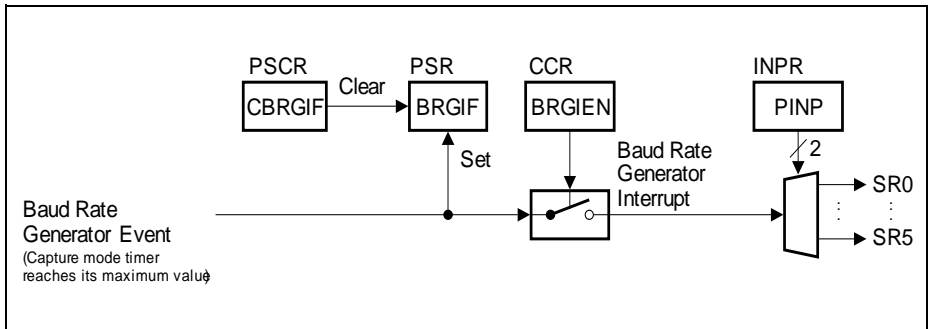 PSCR
PSR
CCR
INPR
CBRGIF
Clear
BRGIF
BRGIEN
PINP
2
Set
Baud Rate
Generator
Interrupt
SR0
SR5
Baud Rate
Generator Event
(Capture mode timer
reaches its maximum value)